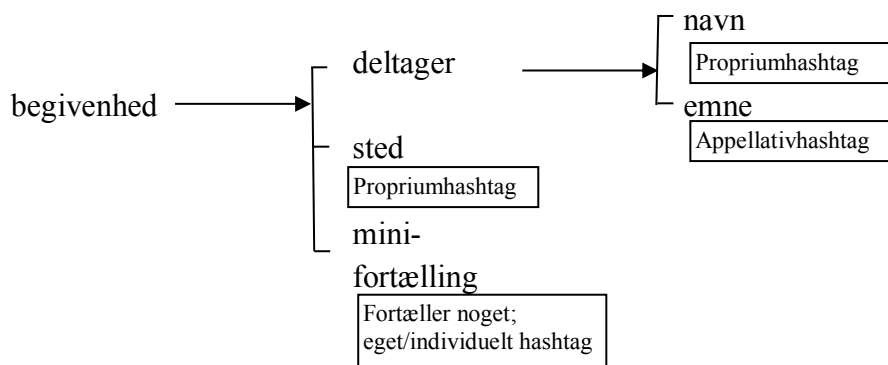 begivenhed
deltager
navn
Propriumhashtag
emne
Appellativhashtag
sted
Propriumhashtag
mini-
fortælling
Fortæller noget;
eget/individuelt hashtag